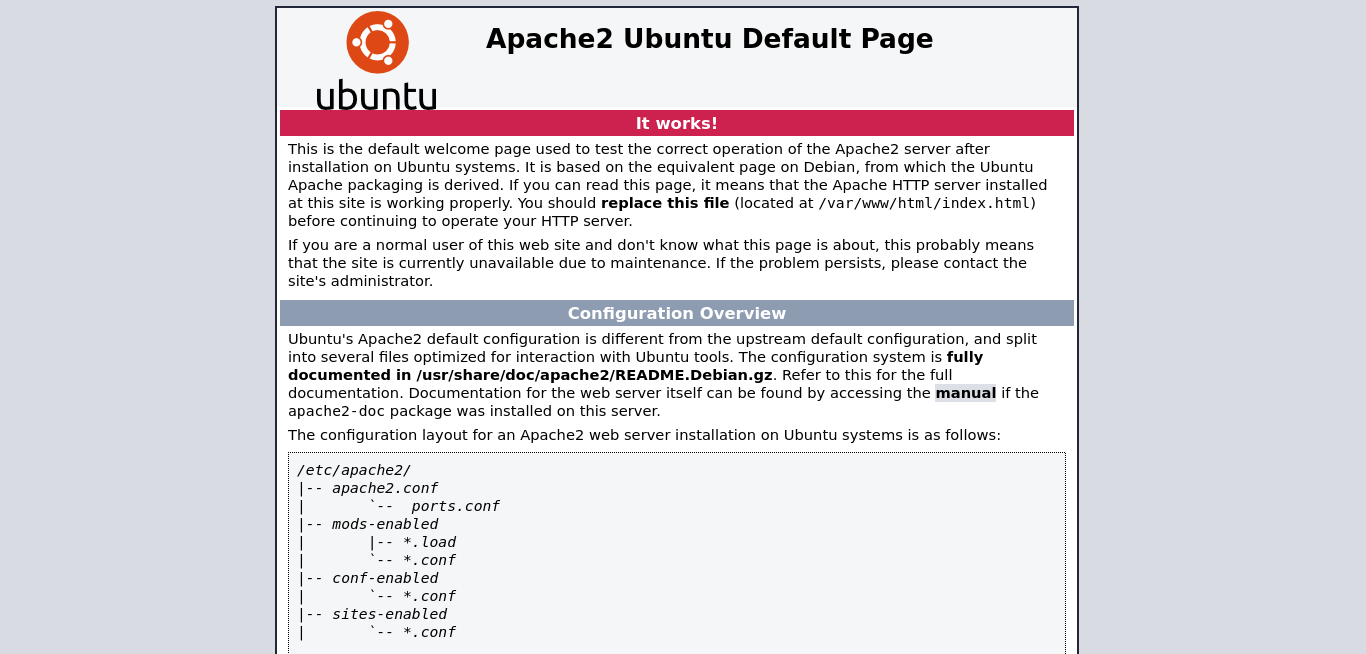 ubuntu
Apache2 Ubuntu Default Page
It works!
This is the default welcome page used to test the correct operation of the Apache2 server after
installation on Ubuntu systems. It is based on the equivalent page on Debian, from which the Ubuntu
Apache packaging is derived. If you can read this page, it means that the Apache HTTP server installed
at this site is working properly. You should replace this file (located at /var/www/html/index.html)
before continuing to operate your HTTP server.
If you are a normal user of this web site and don't know what this page is about, this probably means
that the site is currently unavailable due to maintenance. If the problem persists, please contact the
site's administrator.
Configuration Overview
Ubuntu's Apache2 default configuration is different from the upstream default configuration, and split
into several files optimized for interaction with Ubuntu tools. The configuration system is fully
documented in /usr/share/doc/apache2/README.Debian.gz. Refer to this for the full
documentation. Documentation for the web server itself can be found by accessing the manual if the
apache2-doc package was installed on this server.
The configuration layout for an Apache2 web server installation on Ubuntu systems is as follows:
/etc/apache2/
|-- apache2.conf
|       `--  ports.conf
|-- mods-enabled
|       |-- *.load
|       `-- *.conf
|-- conf-enabled
|       `-- *.conf
|-- sites-enabled
|       `-- *.conf